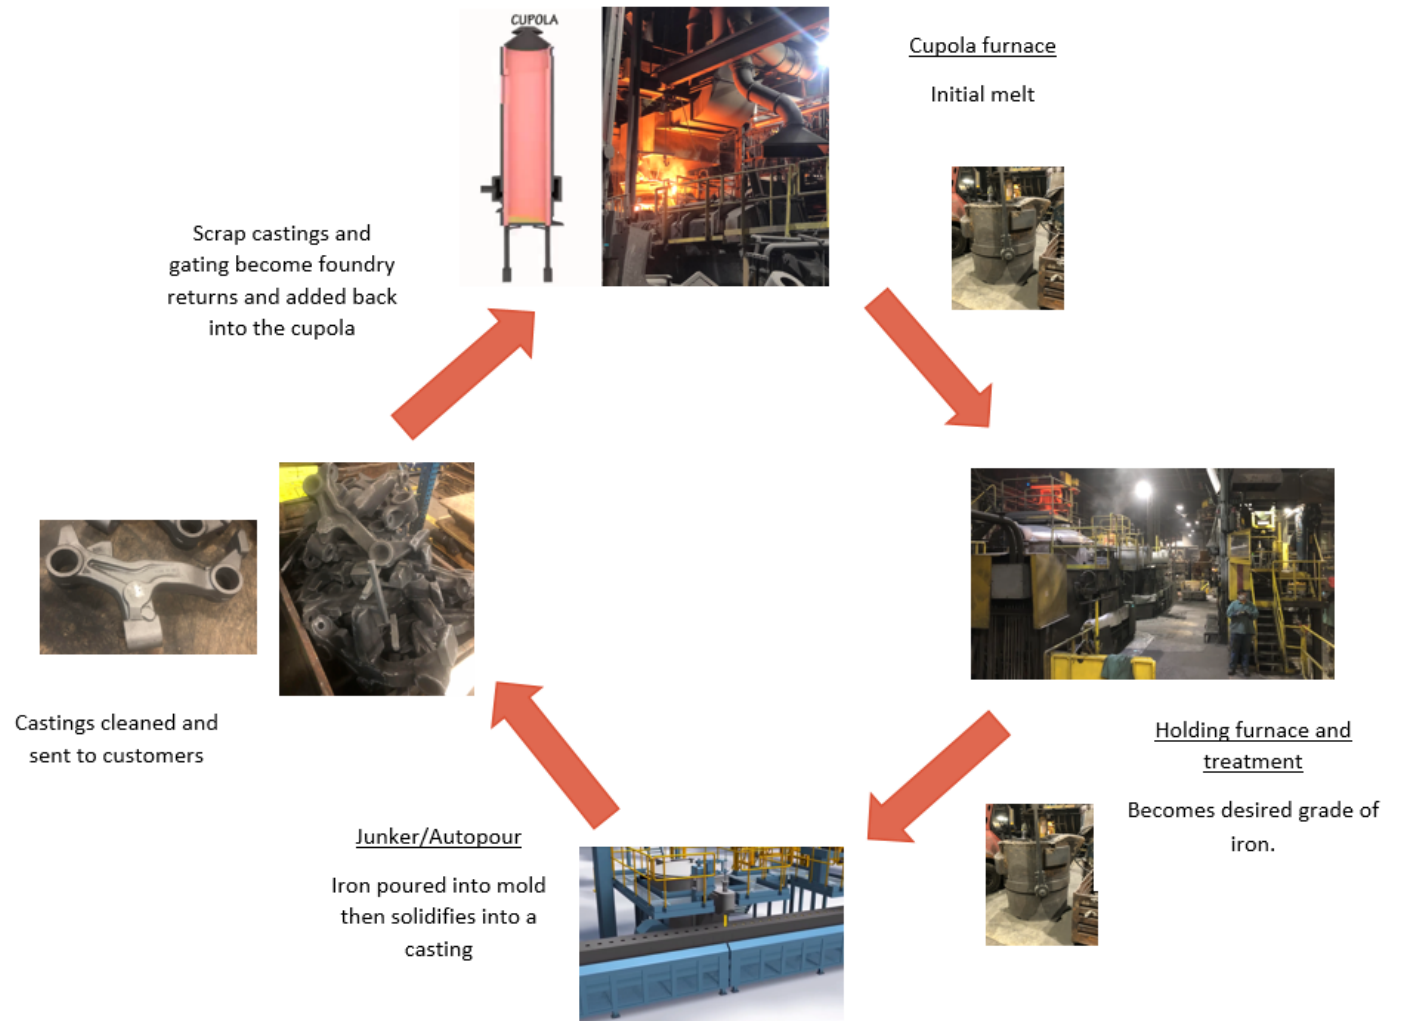 CUPOLA
Cupola furnace
Initial melt
Scrap castings and
gating become foundry
returns and added back
into the cupola
Holding furnace and
treatment
Becomes desired grade of
iron.
Castings cleaned and
sent to customers
Junker/Autopour
Iron poured into mold
then solidifies into a
casting